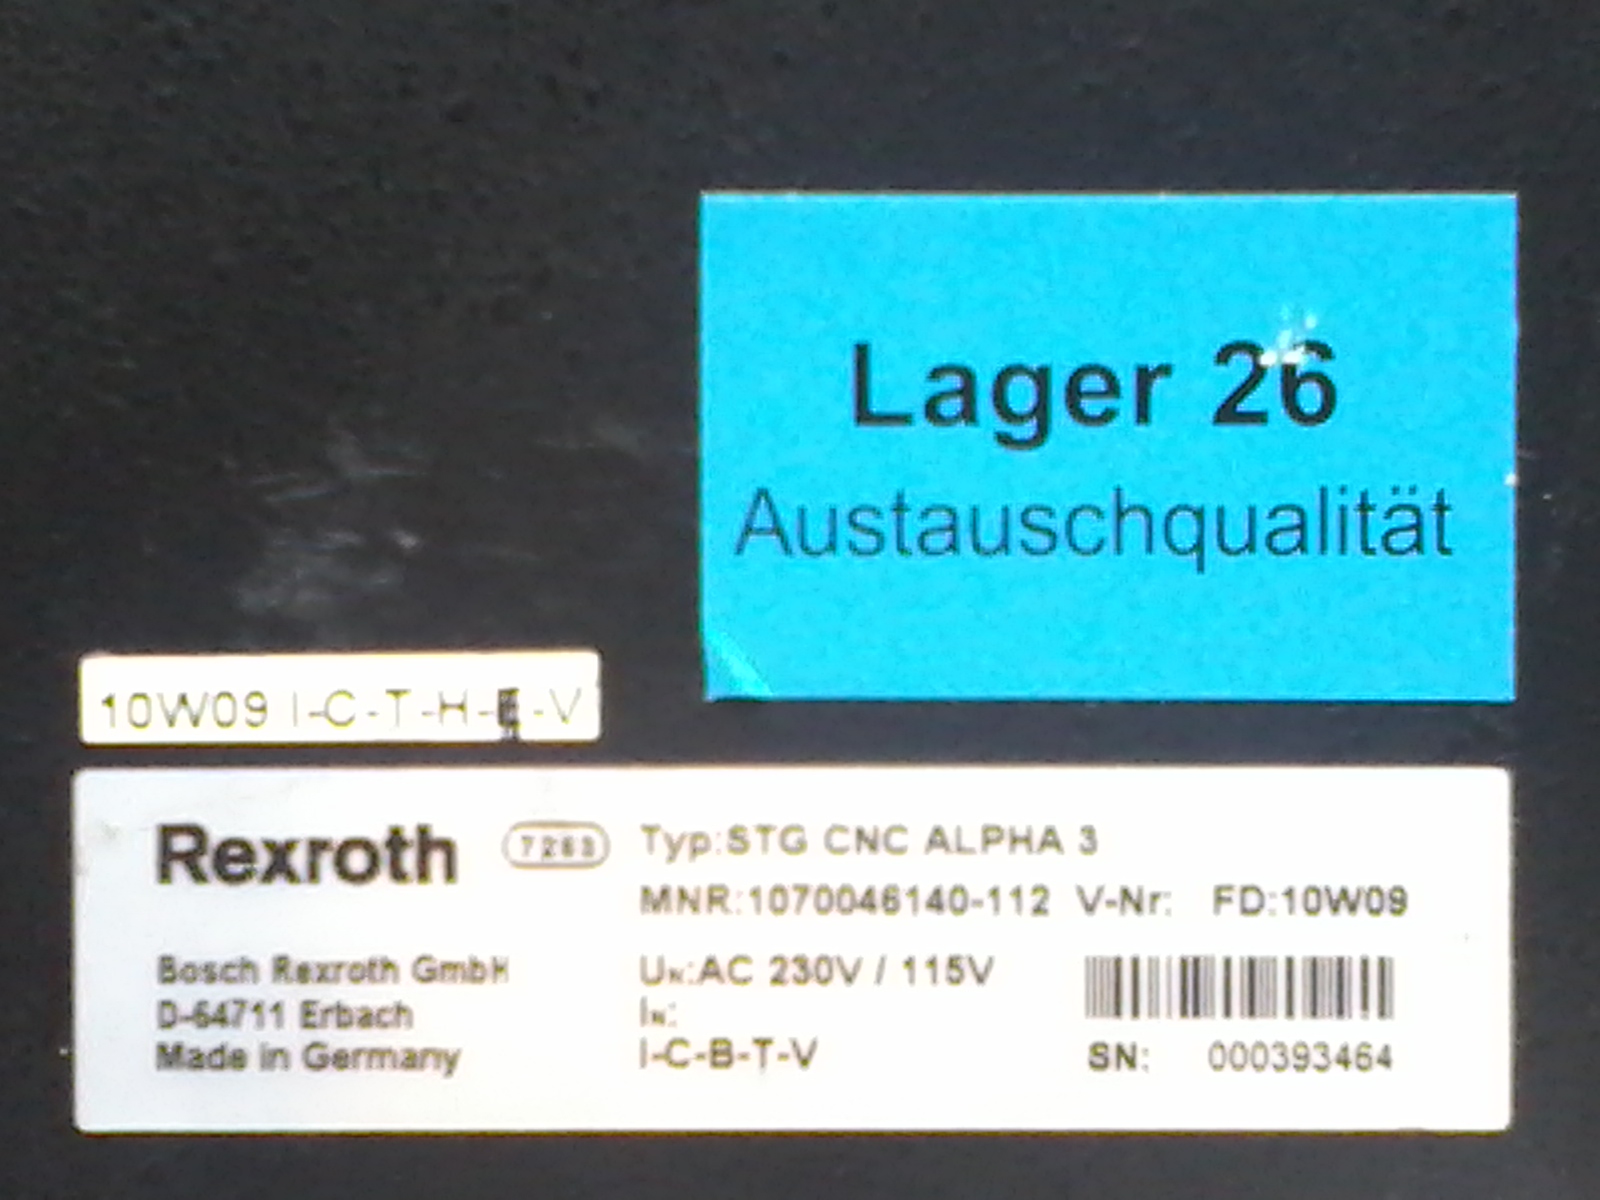 Lager 26
Austauschqualität
10W09 I-C-T-H- -V
Rexroth
7263
Typ:STG CNC ALPHA 3
MNR:1070046140-112 V-Nr: FD:10W09
Bosch Rexroth GmbH
D-64711 Erbach
Made in Germany
UN:AC 230V / 115V
IN:
I-C-B-T-V
SN: 000393464